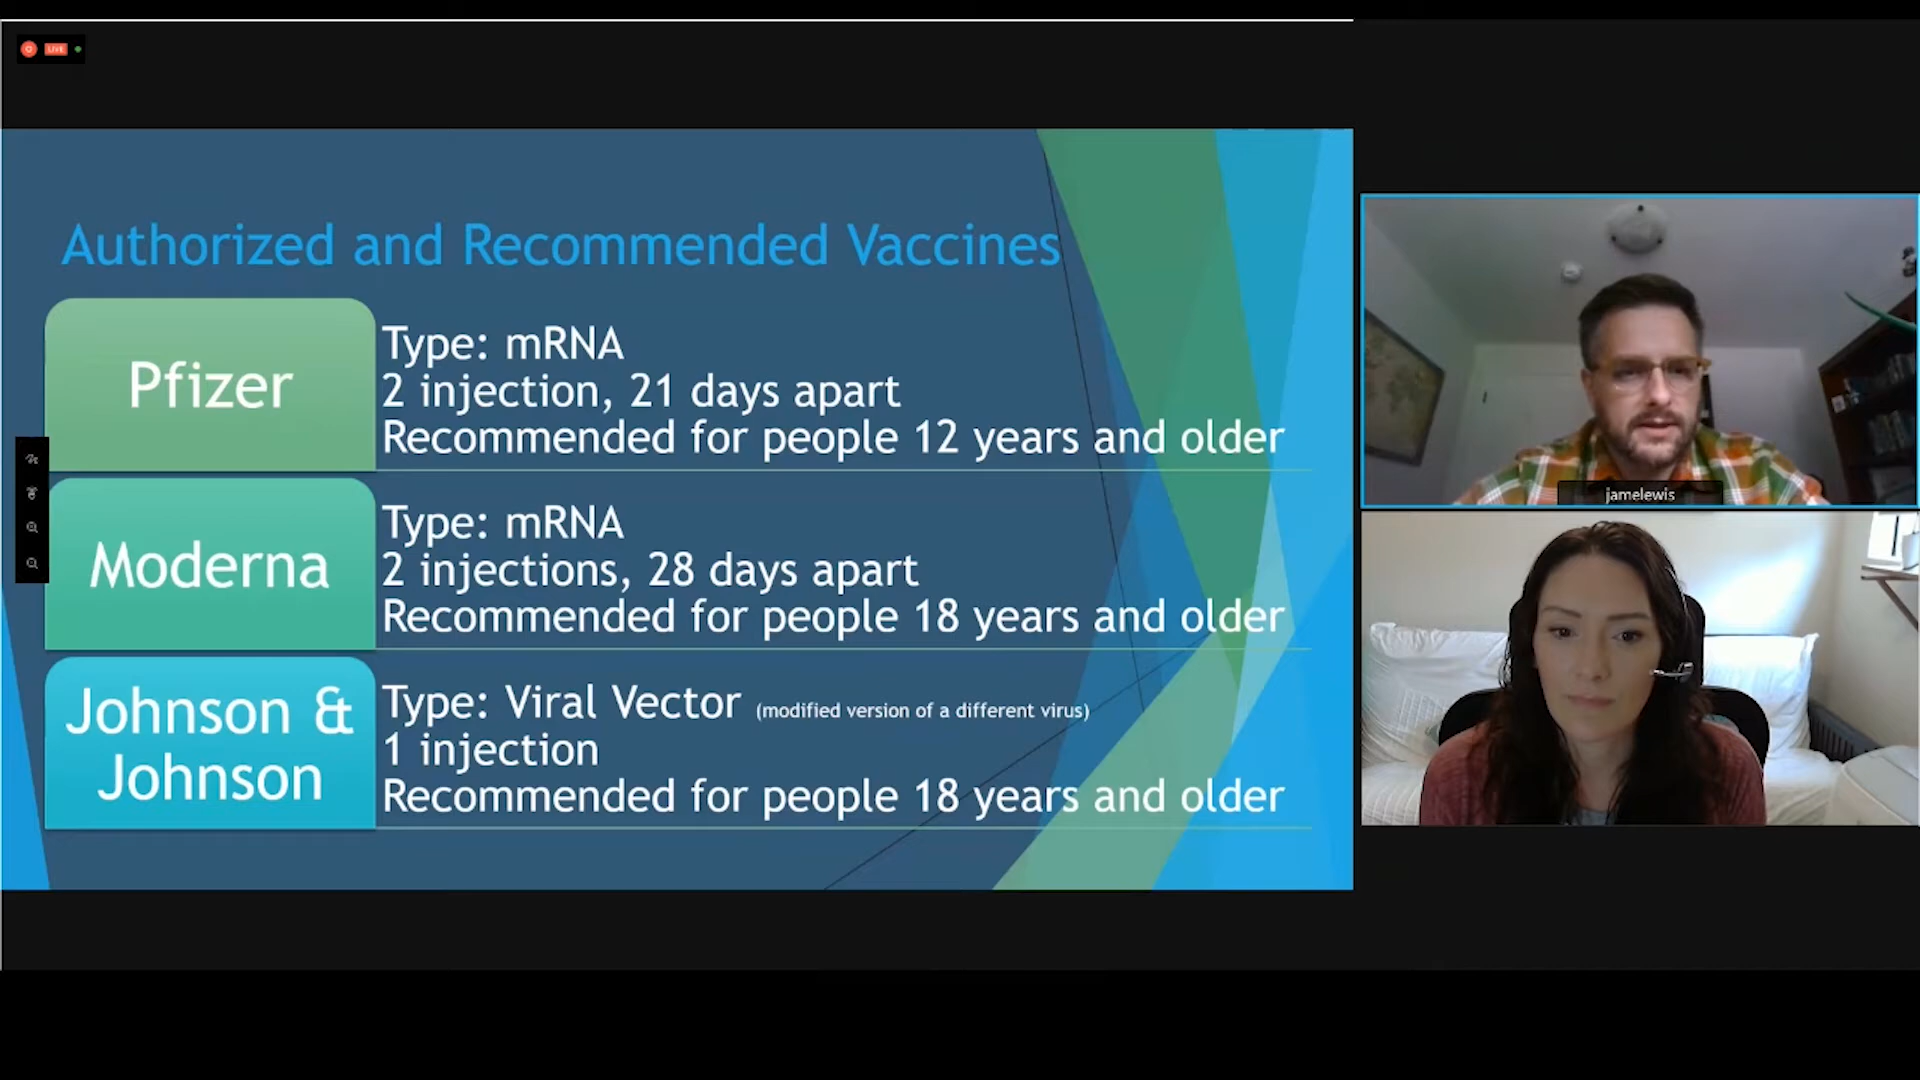 LIVE
Authorized and Recommended Vaccines
Pfizer
Type: mRNA
2 injection, 21 days apart
Recommended for people 12 years and older
Moderna
Type: mRNA
2 injections, 28 days apart
Recommended for people 18 years and older
Johnson &
Johnson
Type: Viral Vector (modified version of a different virus)
1 injection
Recommended for people 18 years and older
jamelewis